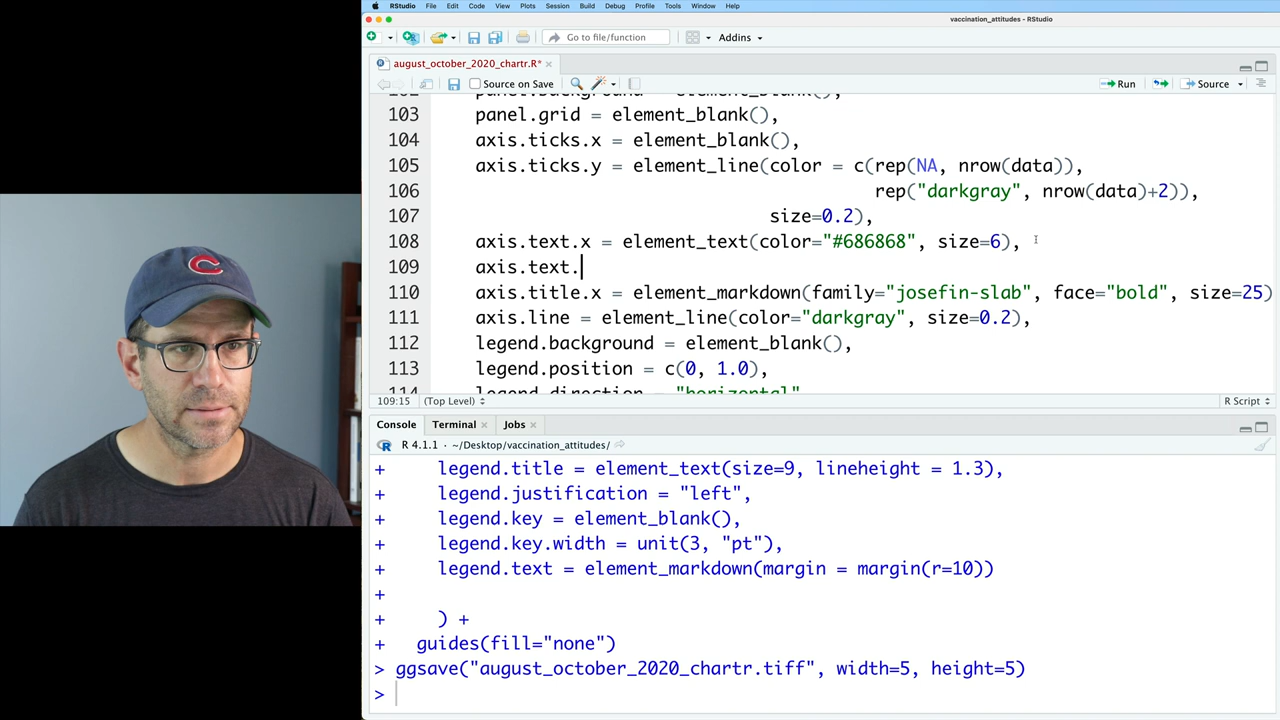 RStudio File Edit Code View Plots Session Build Debug Profile Tools Window Help
vaccination_attitudes - RStudio
Go to file/function Addins
august_october_2020_chartr.R*
Source on Save Run Source
103 panel.grid = element_blank(),
104 axis.ticks.x = element_blank(),
105 axis.ticks.y = element_line(color = c(rep(NA, nrow(data)),
106 rep("darkgray", nrow(data)+2)),
107 size=0.2),
108 axis.text.x = element_text(color="#686868", size=6),
109 axis.text.
110 axis.title.x = element_markdown(family="josefin-slab", face="bold", size=25)
111 axis.line = element_line(color="darkgray", size=0.2),
112 legend.background = element_blank(),
113 legend.position = c(0, 1.0),
114 legend.direction = "horizontal"
109:15 (Top Level) R Script
Console Terminal Jobs
R 4.1.1 · ~/Desktop/vaccination_attitudes/
+ legend.title = element_text(size=9, lineheight = 1.3),
+ legend.justification = "left",
+ legend.key = element_blank(),
+ legend.key.width = unit(3, "pt"),
+ legend.text = element_markdown(margin = margin(r=10))
+
+ ) +
+ guides(fill="none")
> ggsave("august_october_2020_chartr.tiff", width=5, height=5)
>